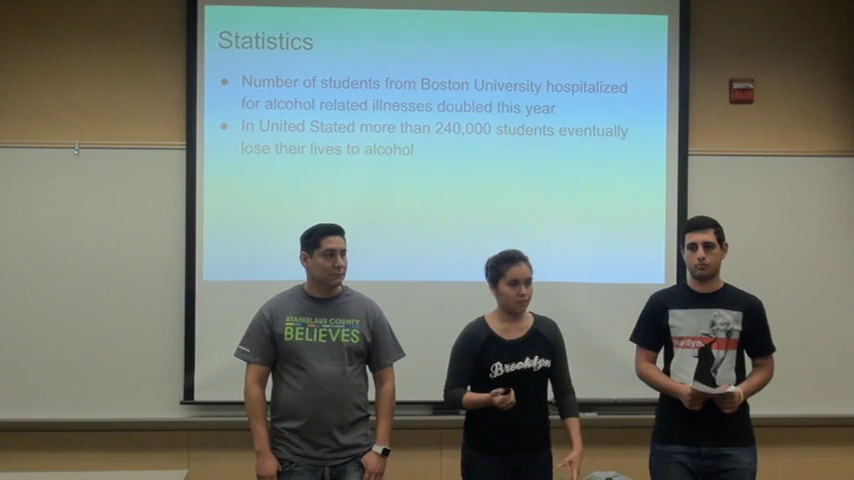 Statistics
● Number of students from Boston University hospitalized
for alcohol related illnesses doubled this year
● In United Stated more than 240,000 students eventually
lose their lives to alcohol
STANISLAUS COUNTY
BELIEVES
Brooklyn
Marilyn.